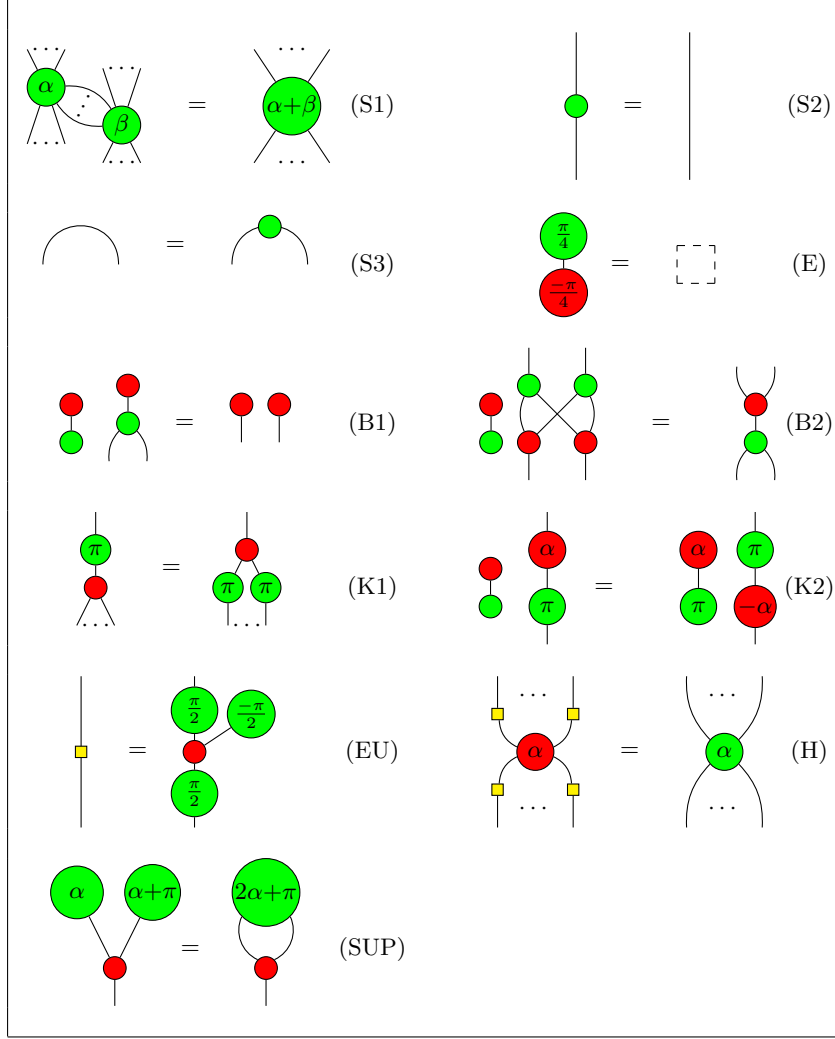 α β = α+β (S1) = (S2)
= (S3) π/4 -π/4 = (E)
= (B1) = (B2)
π = π π (K1) α π = α π π -α (K2)
= π/2 -π/2 π/2 (EU) α = α (H)
α α+π = 2α+π (SUP)